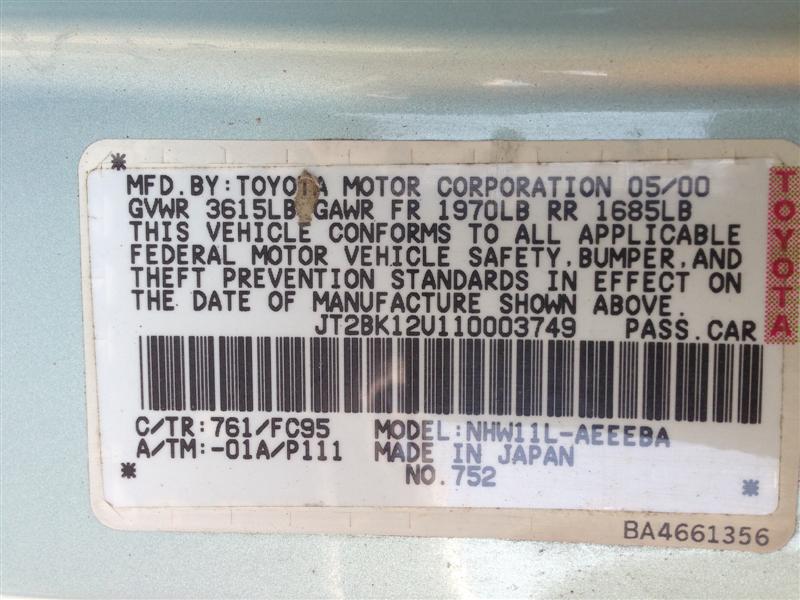 MFD.BY:TOYOTA MOTOR CORPORATION 05/00
GVWR 3615LB GAWR FR 1970LB RR 1685LB
THIS VEHICLE CONFORMS TO ALL APPLICABLE
FEDERAL MOTOR VEHICLE SAFETY,BUMPER,AND
THEFT PREVENTION STANDARDS IN EFFECT ON
THE DATE OF MANUFACTURE SHOWN ABOVE.
JT2BK12U110003749 PASS.CAR
C/TR:761/FC95 MODEL:NHW11L-AEEEBA
A/TM:-01A/P111 MADE IN JAPAN
NO.752
BA4661356
TOYOTA